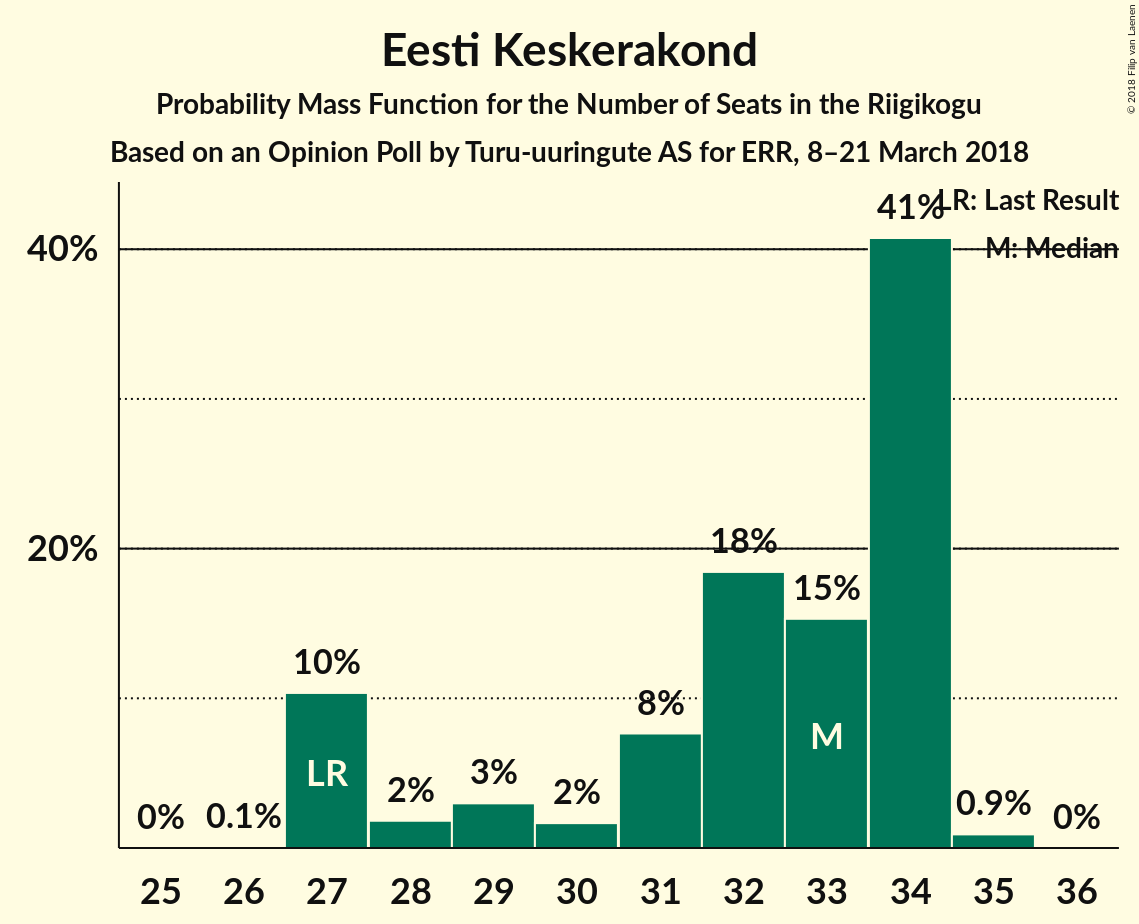 Eesti Keskerakond
Probability Mass Function for the Number of Seats in the Riigikogu
Based on an Opinion Poll by Turu-uuringute AS for ERR, 8–21 March 2018
© 2018 Filip van Laenen
LR: Last Result
M: Median
40%
20%
0%
0.1%
10%
2%
3%
2%
8%
18%
15%
41%
0.9%
0%
LR
M
25 26 27 28 29 30 31 32 33 34 35 36